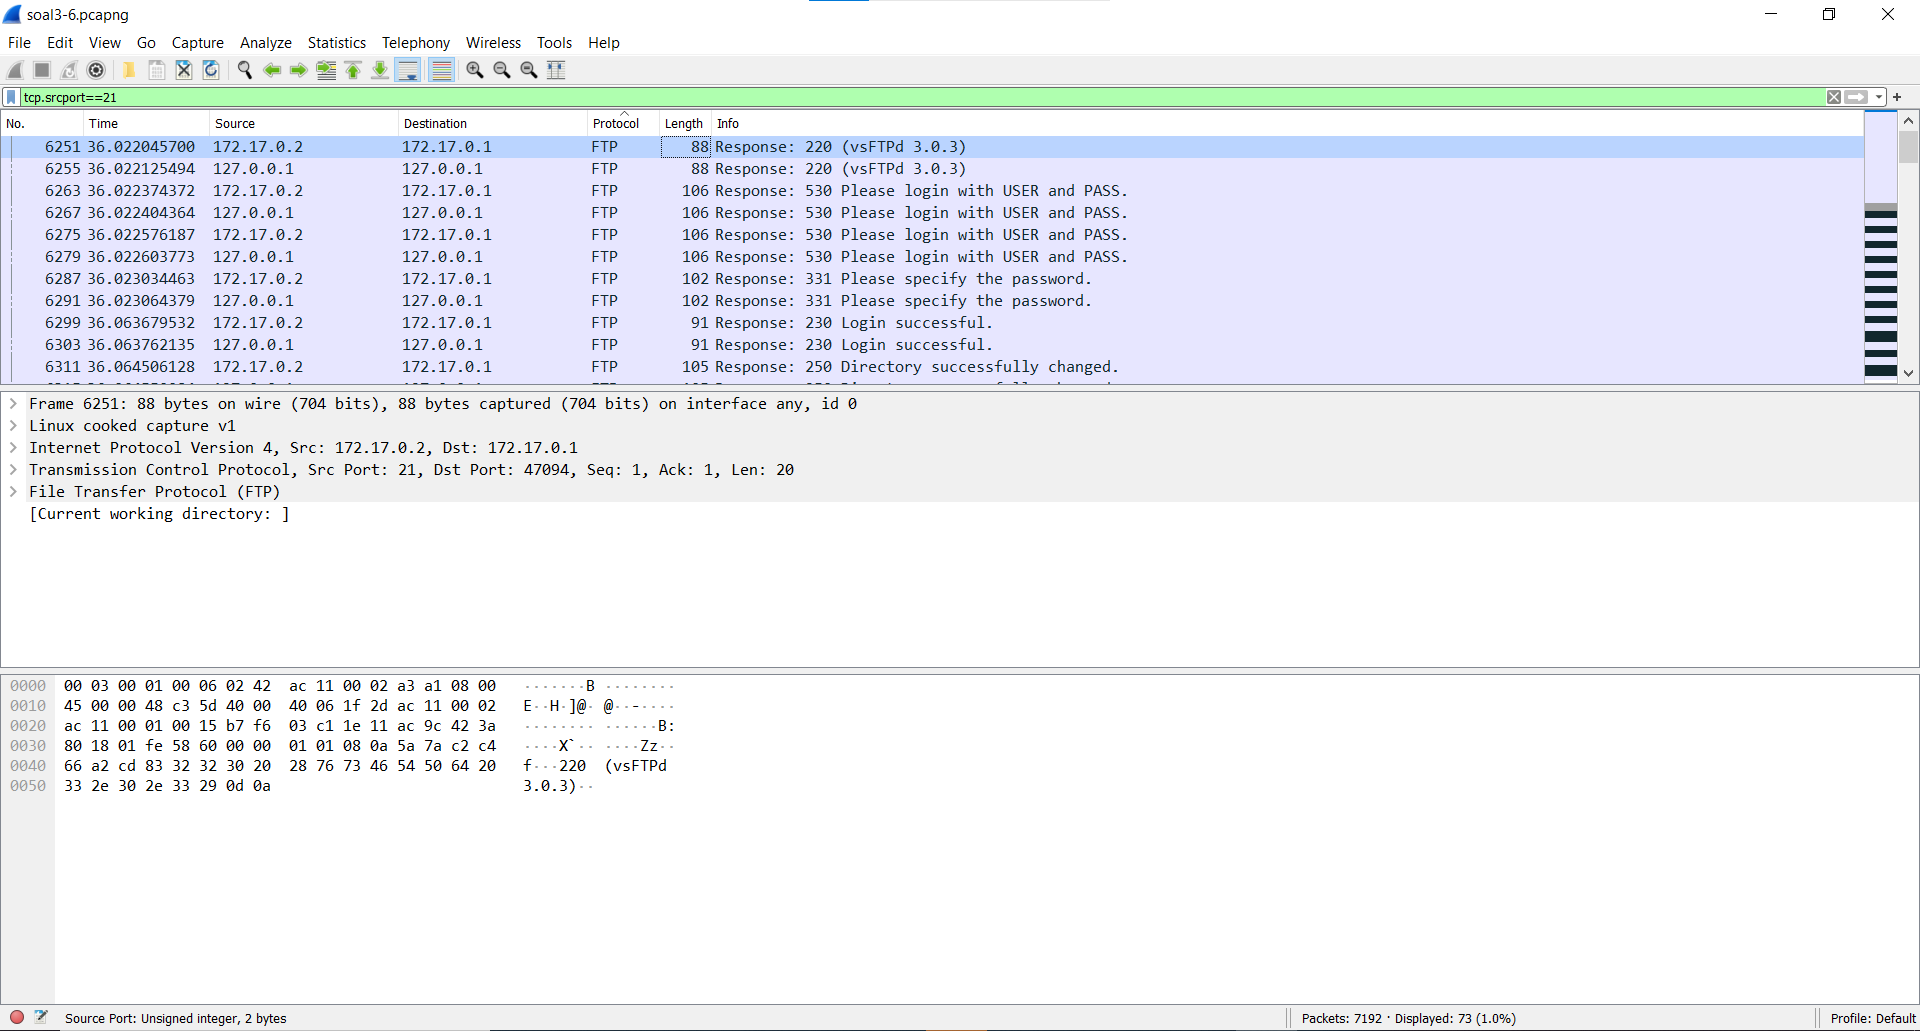 soal3-6.pcapng
File Edit View Go Capture Analyze Statistics Telephony Wireless Tools Help
tcp.srcport==21
No. Time Source Destination Protocol Length Info
6251 36.022045700 172.17.0.2 172.17.0.1 FTP 88 Response: 220 (vsFTPd 3.0.3)
6255 36.022125494 127.0.0.1 127.0.0.1 FTP 88 Response: 220 (vsFTPd 3.0.3)
6263 36.022374372 172.17.0.2 172.17.0.1 FTP 106 Response: 530 Please login with USER and PASS.
6267 36.022404364 127.0.0.1 127.0.0.1 FTP 106 Response: 530 Please login with USER and PASS.
6275 36.022576187 172.17.0.2 172.17.0.1 FTP 106 Response: 530 Please login with USER and PASS.
6279 36.022603773 127.0.0.1 127.0.0.1 FTP 106 Response: 530 Please login with USER and PASS.
6287 36.023034463 172.17.0.2 172.17.0.1 FTP 102 Response: 331 Please specify the password.
6291 36.023064379 127.0.0.1 127.0.0.1 FTP 102 Response: 331 Please specify the password.
6299 36.063679532 172.17.0.2 172.17.0.1 FTP 91 Response: 230 Login successful.
6303 36.063762135 127.0.0.1 127.0.0.1 FTP 91 Response: 230 Login successful.
6311 36.064506128 172.17.0.2 172.17.0.1 FTP 105 Response: 250 Directory successfully changed.
Frame 6251: 88 bytes on wire (704 bits), 88 bytes captured (704 bits) on interface any, id 0
Linux cooked capture v1
Internet Protocol Version 4, Src: 172.17.0.2, Dst: 172.17.0.1
Transmission Control Protocol, Src Port: 21, Dst Port: 47094, Seq: 1, Ack: 1, Len: 20
File Transfer Protocol (FTP)
[Current working directory: ]
0000 00 03 00 01 00 06 02 42 ac 11 00 02 a3 a1 08 00 ·······B ········
0010 45 00 00 48 c3 5d 40 00 40 06 1f 2d ac 11 00 02 E··H·]@· @··-····
0020 ac 11 00 01 00 15 b7 f6 03 c1 1e 11 ac 9c 42 3a ········ ······B:
0030 80 18 01 fe 58 60 00 00 01 01 08 0a 5a 7a c2 c4 ····X`·· ····Zz··
0040 66 a2 cd 83 32 32 30 20 28 76 73 46 54 50 64 20 f···220 (vsFTPd
0050 33 2e 30 2e 33 29 0d 0a 3.0.3)··
Source Port: Unsigned integer, 2 bytes Packets: 7192 · Displayed: 73 (1.0%) Profile: Default